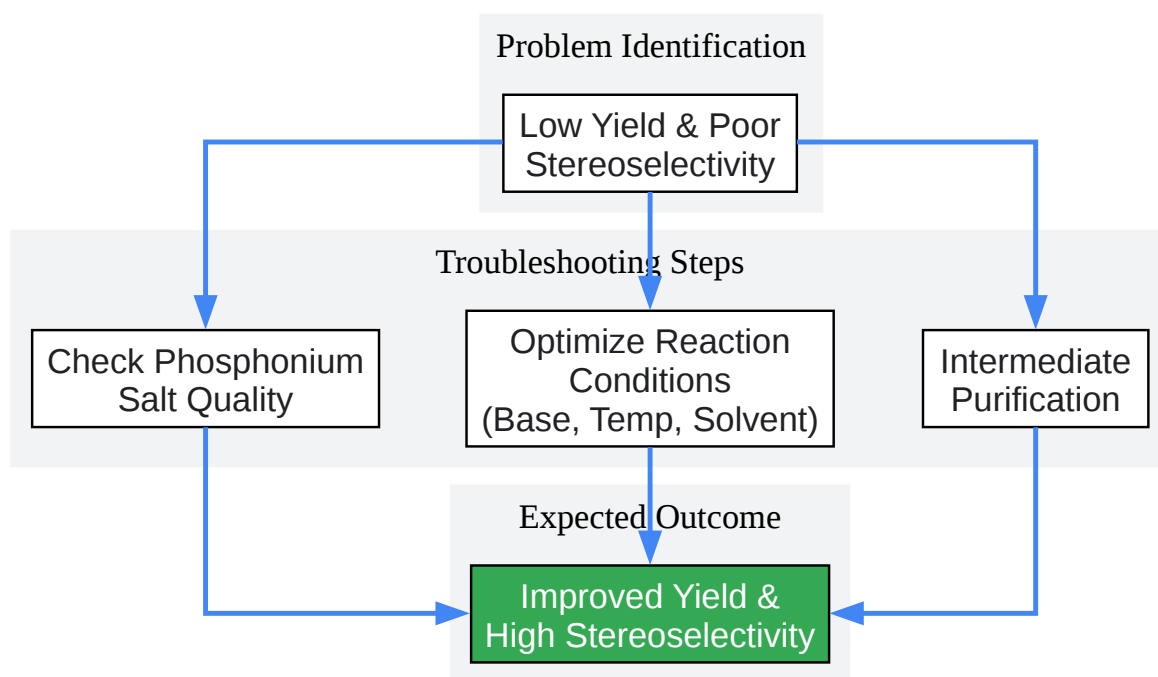 Problem Identification
Low Yield & Poor
Stereoselectivity
Troubleshooting Steps
Check Phosphonium
Salt Quality
Optimize Reaction
Conditions
(Base, Temp, Solvent)
Intermediate
Purification
Expected Outcome
Improved Yield &
High Stereoselectivity